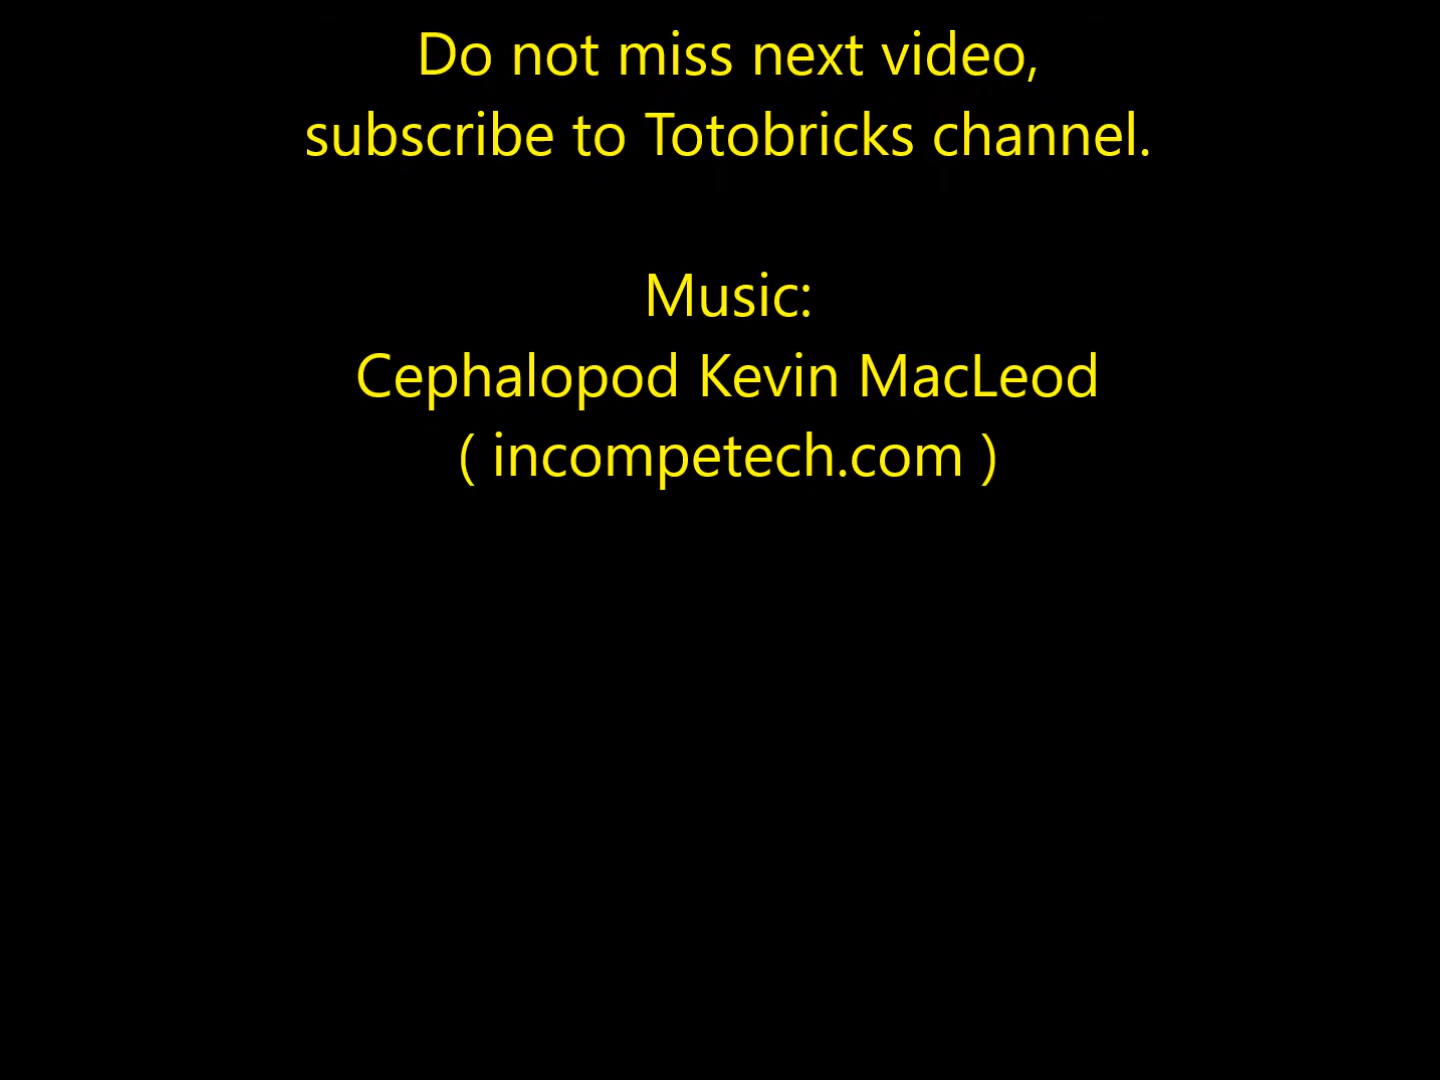 Do not miss next video,
subscribe to Totobricks channel.
Music:
Cephalopod Kevin MacLeod
( incompetech.com )